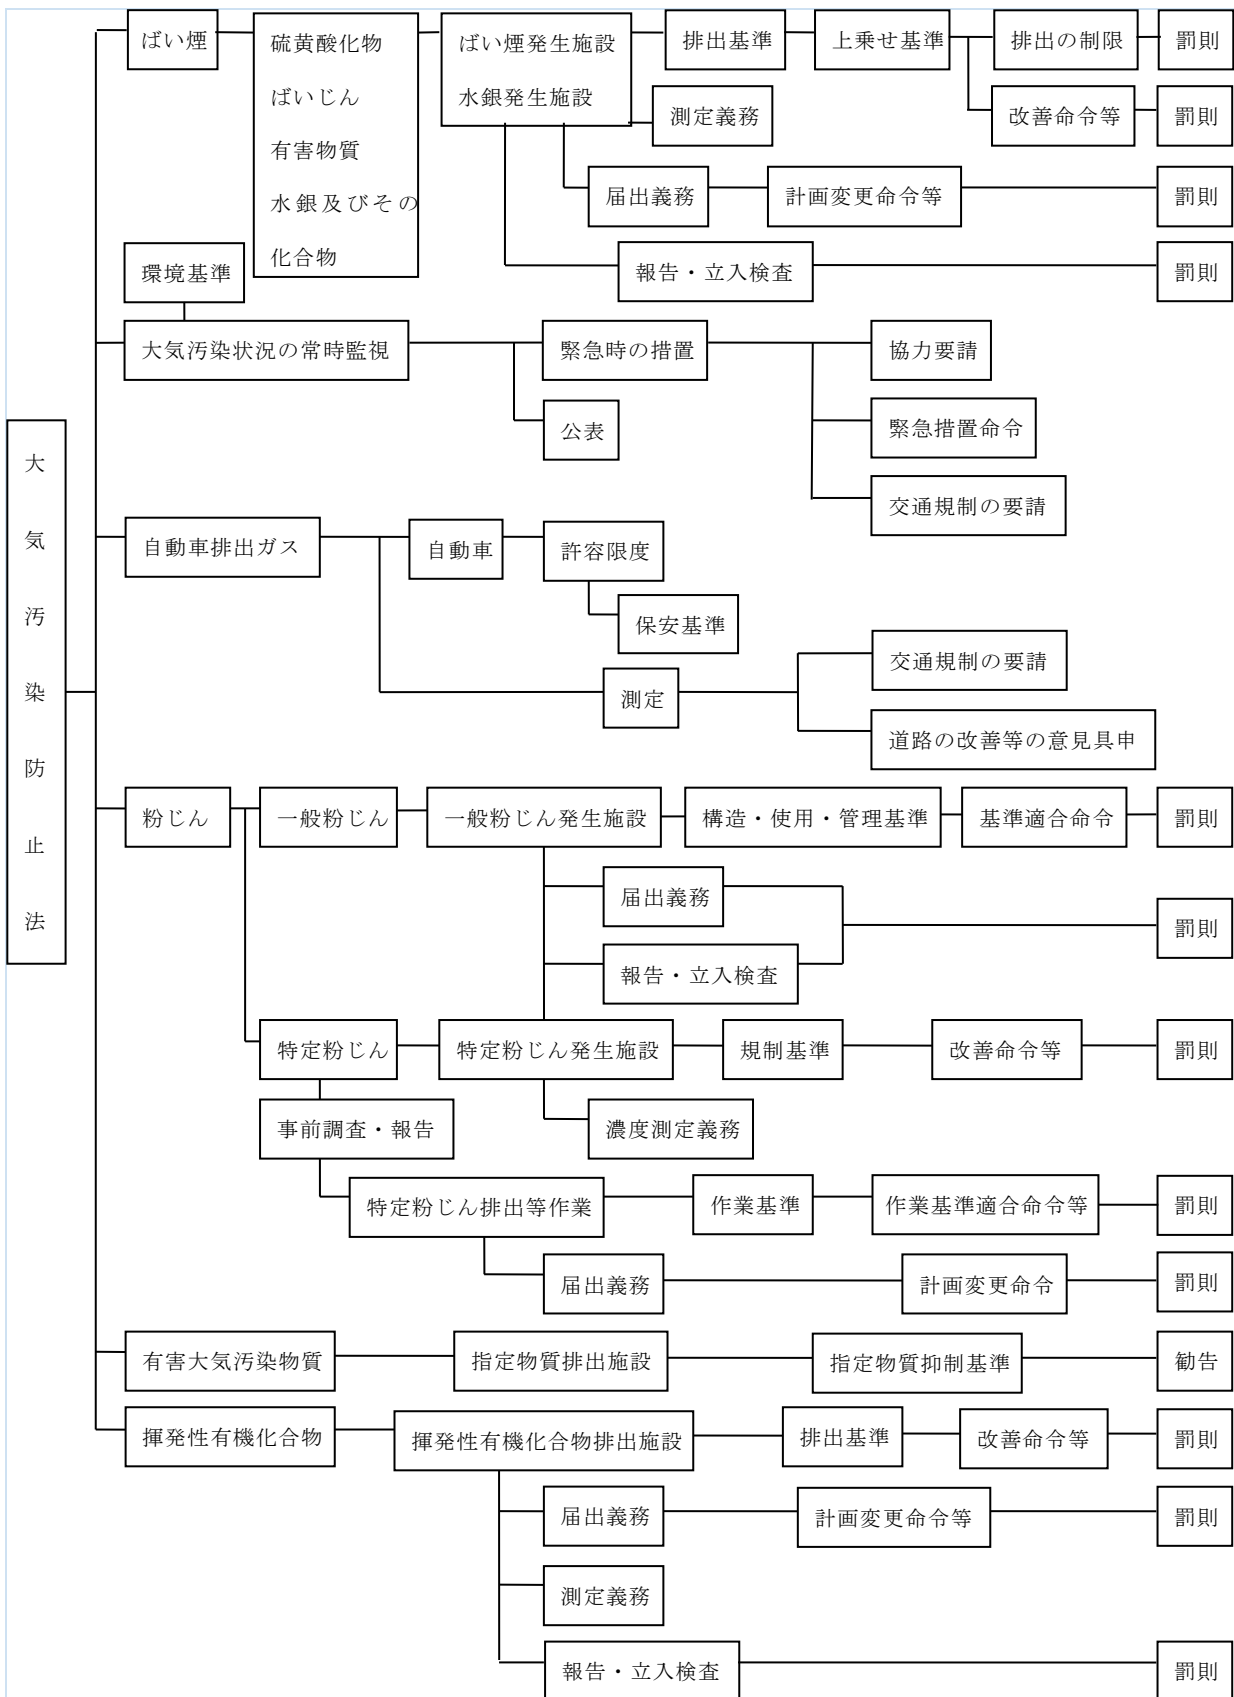 大気汚染防止法
ばい煙
硫黄酸化物
ばいじん
有害物質
水銀及びその
化合物
ばい煙発生施設
水銀発生施設
排出基準
上乗せ基準
排出の制限
罰則
測定義務
改善命令等
罰則
届出義務
計画変更命令等
罰則
報告・立入検査
罰則
環境基準
大気汚染状況の常時監視
緊急時の措置
協力要請
公表
緊急措置命令
交通規制の要請
自動車排出ガス
自動車
許容限度
保安基準
測定
交通規制の要請
道路の改善等の意見具申
粉じん
一般粉じん
一般粉じん発生施設
構造・使用・管理基準
基準適合命令
罰則
届出義務
報告・立入検査
罰則
特定粉じん
特定粉じん発生施設
規制基準
改善命令等
罰則
事前調査・報告
濃度測定義務
特定粉じん排出等作業
作業基準
作業基準適合命令等
罰則
届出義務
計画変更命令
罰則
有害大気汚染物質
指定物質排出施設
指定物質抑制基準
勧告
揮発性有機化合物
揮発性有機化合物排出施設
排出基準
改善命令等
罰則
届出義務
計画変更命令等
罰則
測定義務
報告・立入検査
罰則